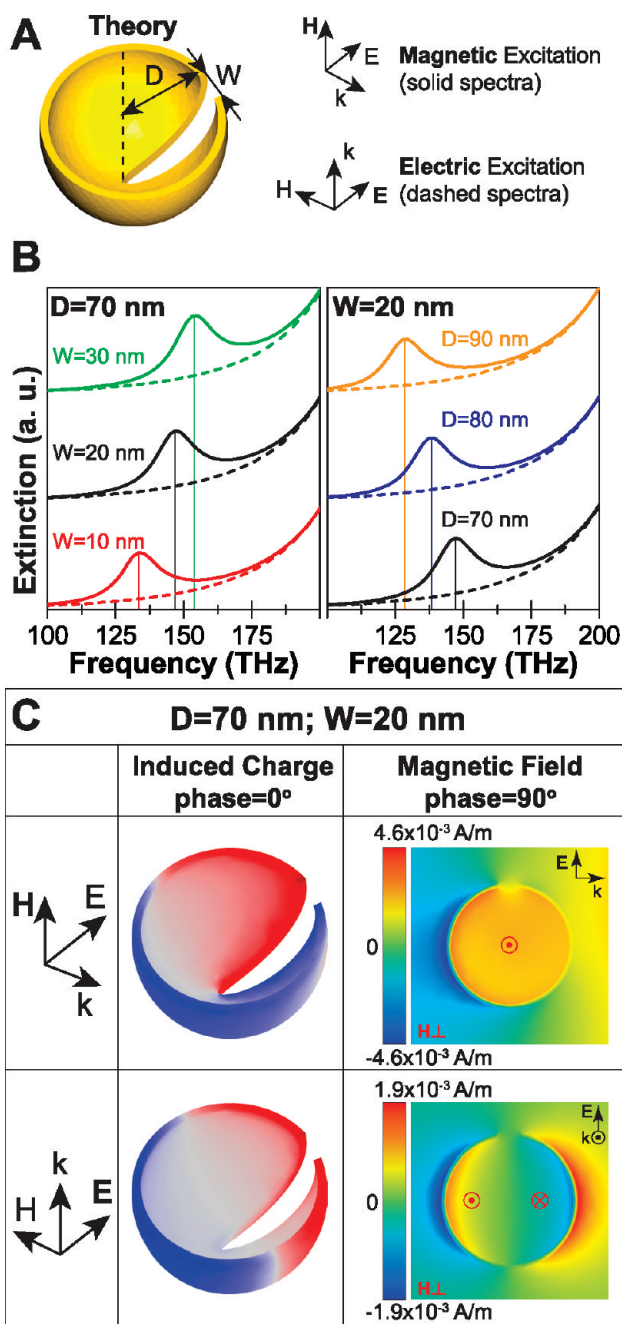 A
Theory
D
W
H
E
k
Magnetic Excitation
(solid spectra)
k
H
E
Electric Excitation
(dashed spectra)
B
Extinction (a. u.)
D=70 nm
W=30 nm
W=20 nm
W=10 nm
100 125 150 175
Frequency (THz)
W=20 nm
D=90 nm
D=80 nm
D=70 nm
125 150 175 200
Frequency (THz)
C
D=70 nm; W=20 nm
Induced Charge
phase=0º
Magnetic Field
phase=90º
H
E
k
4.6x10⁻³ A/m
0
-4.6x10⁻³ A/m
E
k
H⊥
k
H
E
1.9x10⁻³ A/m
0
-1.9x10⁻³ A/m
E
k
H⊥